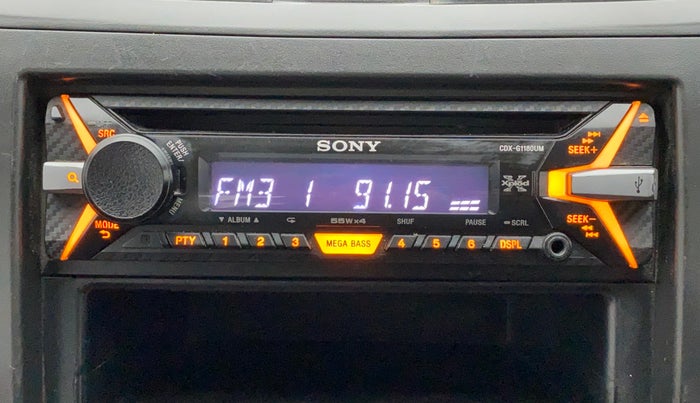 SONY
CDX-G1180UM
SRC
PUSH ENTER/
MENU
SEEK+
Xplod
FM3 1 91.15
MODE
SEEK-
▼ ALBUM ▲
55W x 4
SHUF
PAUSE
SCRL
PTY 1 2 3 MEGA BASS 4 5 6 DSPL